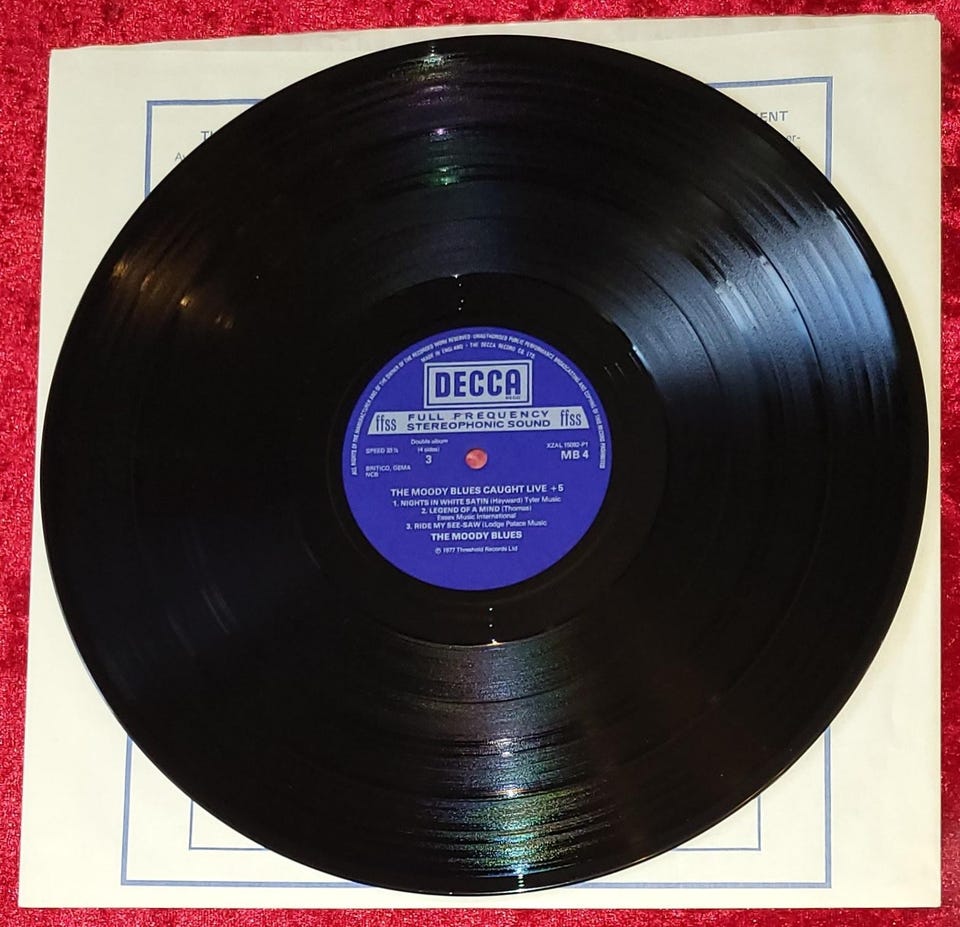 ENT
ALL RIGHTS OF THE MANUFACTURER AND OF THE OWNER OF THE RECORDED WORK RESERVED · UNAUTHORISED PUBLIC PERFORMANCE BROADCASTING AND COPYING OF THIS RECORD PROHIBITED
MADE IN ENGLAND · THE DECCA RECORD CO. LTD.
DECCA
ffss FULL FREQUENCY STEREOPHONIC SOUND ffss
SPEED 33⅓
Double album
(4 sides)
3
BRITICO, GEMA
NCB
XZAL 15092-P1
MB 4
THE MOODY BLUES CAUGHT LIVE +5
1. NIGHTS IN WHITE SATIN (Hayward) Tyler Music
2. LEGEND OF A MIND (Thomas)
Essex Music International
3. RIDE MY SEE-SAW (Lodge Palace Music
THE MOODY BLUES
℗ 1977 Threshold Records Ltd